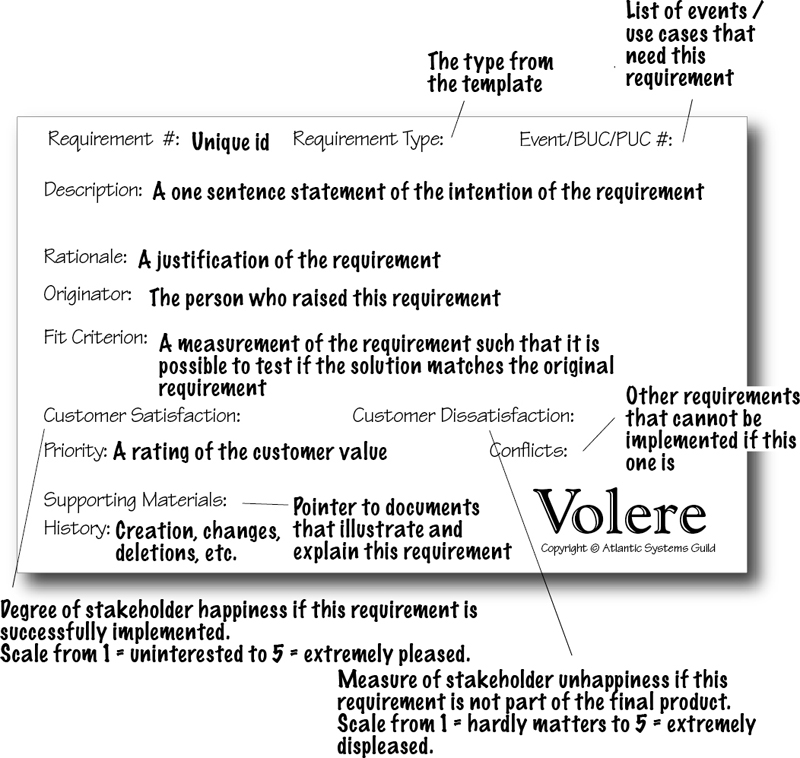 List of events /
use cases that
need this
requirement
The type from
the template
Requirement #: Unique id Requirement Type: Event/BUC/PUC #:
Description: A one sentence statement of the intention of the requirement
Rationale: A justification of the requirement
Originator: The person who raised this requirement
Fit Criterion: A measurement of the requirement such that it is
possible to test if the solution matches the original
requirement
Customer Satisfaction: Customer Dissatisfaction:
Other requirements
that cannot be
implemented if this
one is
Priority: A rating of the customer value Conflicts:
Supporting Materials:
Pointer to documents
that illustrate and
explain this requirement
History: Creation, changes,
deletions, etc.
Volere
Copyright © Atlantic Systems Guild
Degree of stakeholder happiness if this requirement is
successfully implemented.
Scale from 1 = uninterested to 5 = extremely pleased.
Measure of stakeholder unhappiness if this
requirement is not part of the final product.
Scale from 1 = hardly matters to 5 = extremely
displeased.